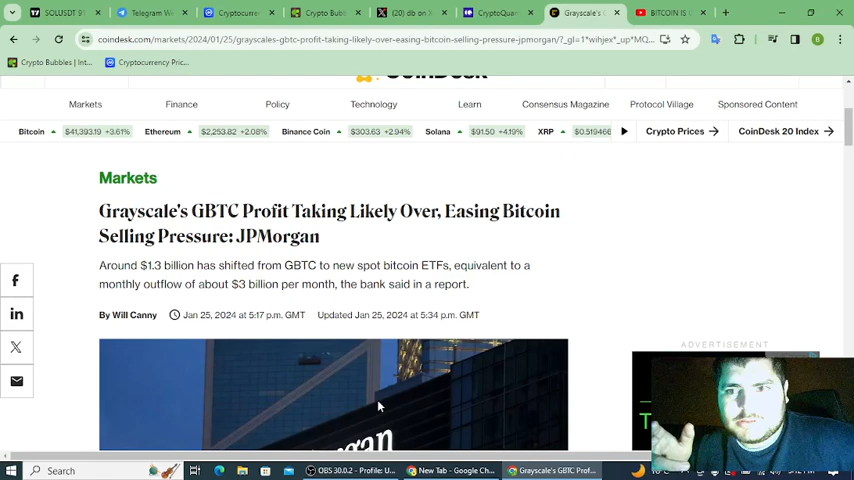 SOLUSDT 9
Telegram We
Cryptocurre
Crypto Bubb
(20) db on
CryptoQuan
Grayscale's
BITCOIN IS
coindesk.com/markets/2024/01/25/grayscales-gbtc-profit-taking-likely-over-easing-bitcoin-selling-pressure-jpmorgan/?_gl=1*wihjex*_up*MQ...
Crypto Bubbles | Int...
Cryptocurrency Pric...
CoinDesk
Markets Finance Policy Technology Learn Consensus Magazine Protocol Village Sponsored Content
Bitcoin $41,393.19 +3.61% Ethereum $2,253.82 +2.08% Binance Coin $303.63 +2.94% Solana $91.50 +4.19% XRP $0.519466 Crypto Prices → CoinDesk 20 Index →
Markets
Grayscale's GBTC Profit Taking Likely Over, Easing Bitcoin
Selling Pressure: JPMorgan
Around $1.3 billion has shifted from GBTC to new spot bitcoin ETFs, equivalent to a
monthly outflow of about $3 billion per month, the bank said in a report.
By Will Canny Jan 25, 2024 at 5:17 p.m. GMT Updated Jan 25, 2024 at 5:34 p.m. GMT
ADVERTISEMENT
Search
OBS 30.0.2 - Profile: U...
New Tab - Google Ch...
Grayscale's GBTC Prof...